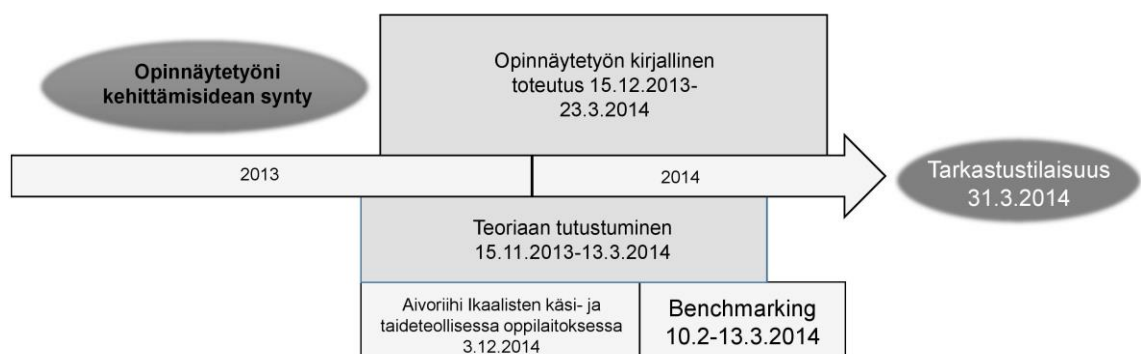 Opinnäytetyöni
kehittämisidean synty
Opinnäytetyön kirjallinen
toteutus 15.12.2013-
23.3.2014
2013
2014
Tarkastustilaisuus
31.3.2014
Teoriaan tutustuminen
15.11.2013-13.3.2014
Aivoriihi Ikaalisten käsi- ja
taideteollisessa oppilaitoksessa
3.12.2014
Benchmarking
10.2-13.3.2014